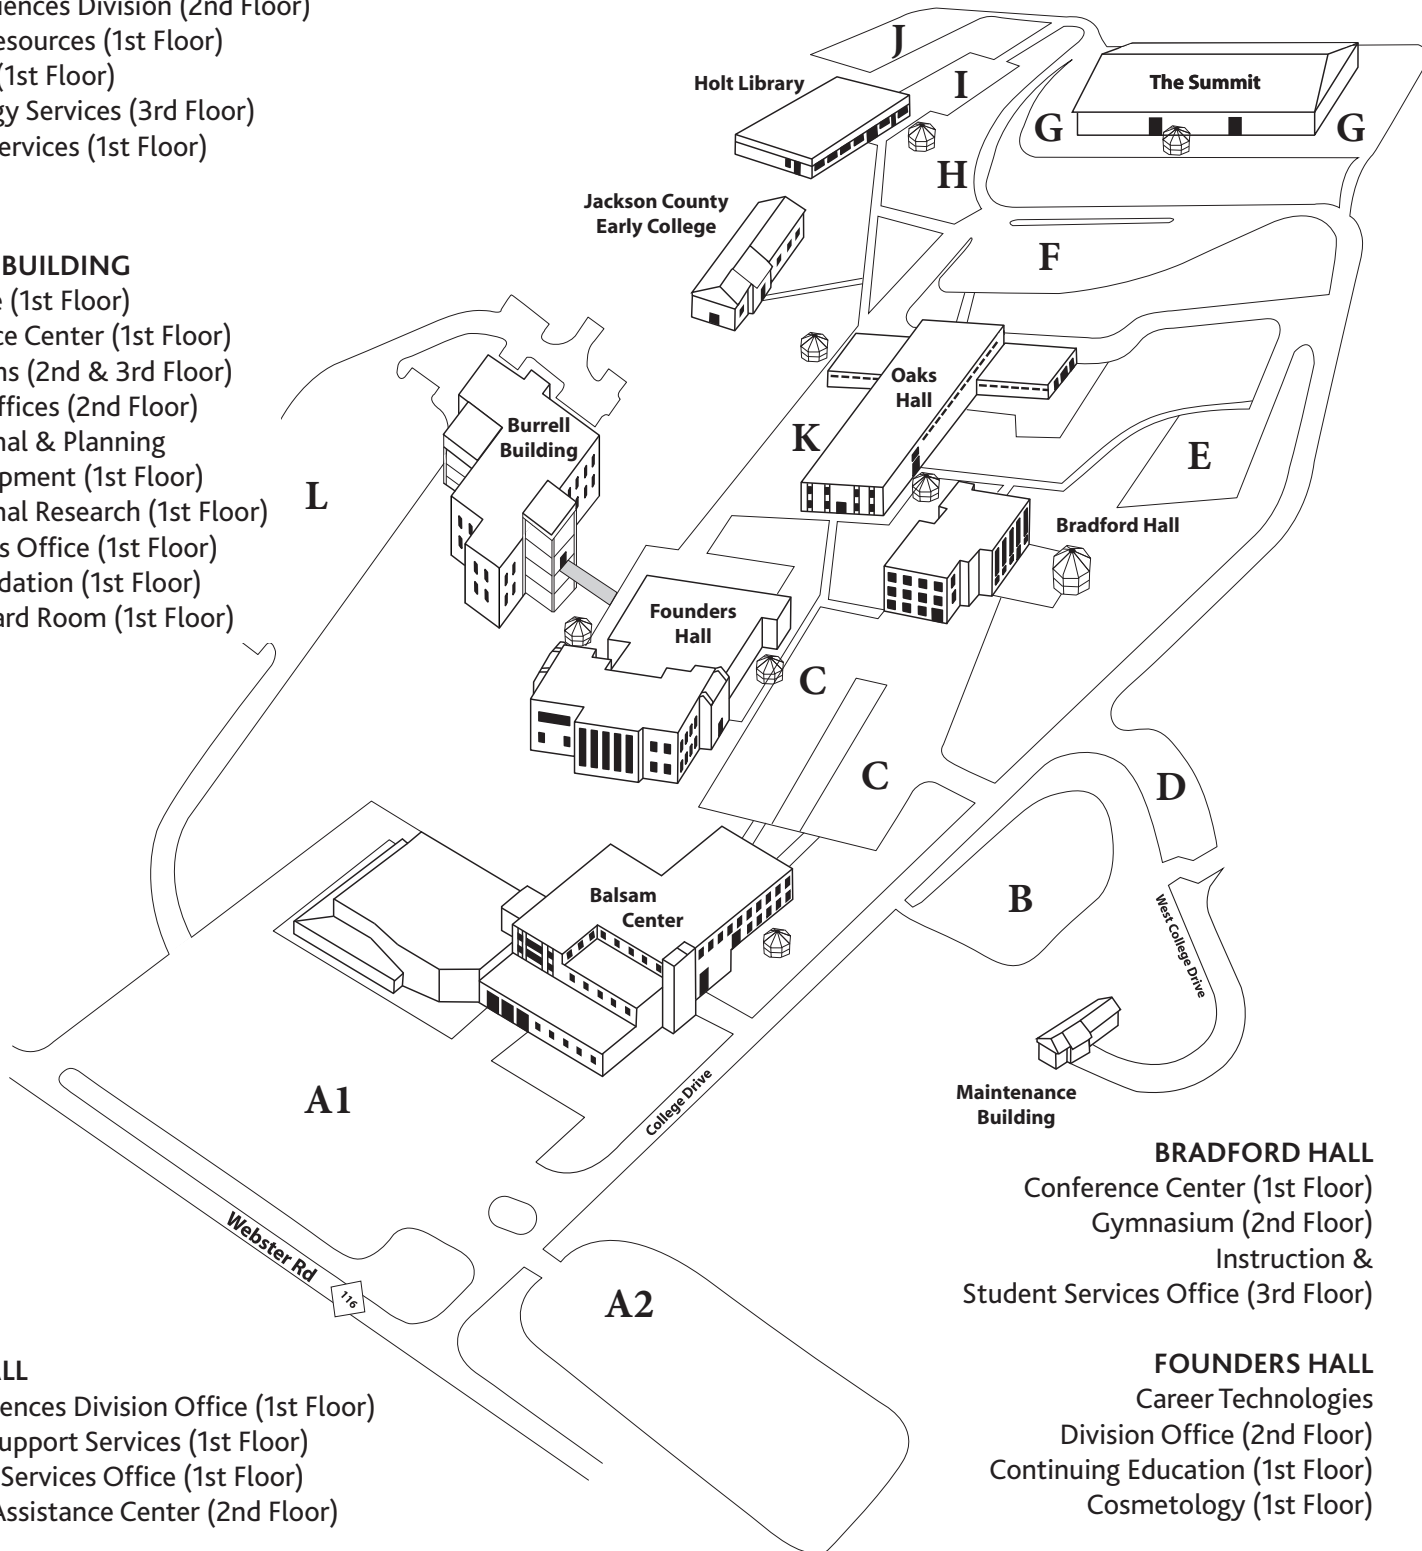 ences Division (2nd Floor)
esources (1st Floor)
(1st Floor)
gy Services (3rd Floor)
ervices (1st Floor)
BUILDING
e (1st Floor)
ce Center (1st Floor)
ns (2nd & 3rd Floor)
ffices (2nd Floor)
nal & Planning
pment (1st Floor)
nal Research (1st Floor)
s Office (1st Floor)
dation (1st Floor)
ard Room (1st Floor)
J
Holt Library
I
The Summit
G
G
H
Jackson County
Early College
F
Oaks
Hall
Burrell
Building
K
E
L
Bradford Hall
Founders
Hall
C
C
D
B
Balsam
Center
West College Drive
Maintenance
Building
A1
College Drive
Webster Rd
116
A2
BRADFORD HALL
Conference Center (1st Floor)
Gymnasium (2nd Floor)
Instruction &
Student Services Office (3rd Floor)
FOUNDERS HALL
Career Technologies
Division Office (2nd Floor)
Continuing Education (1st Floor)
Cosmetology (1st Floor)
LL
ences Division Office (1st Floor)
upport Services (1st Floor)
Services Office (1st Floor)
Assistance Center (2nd Floor)